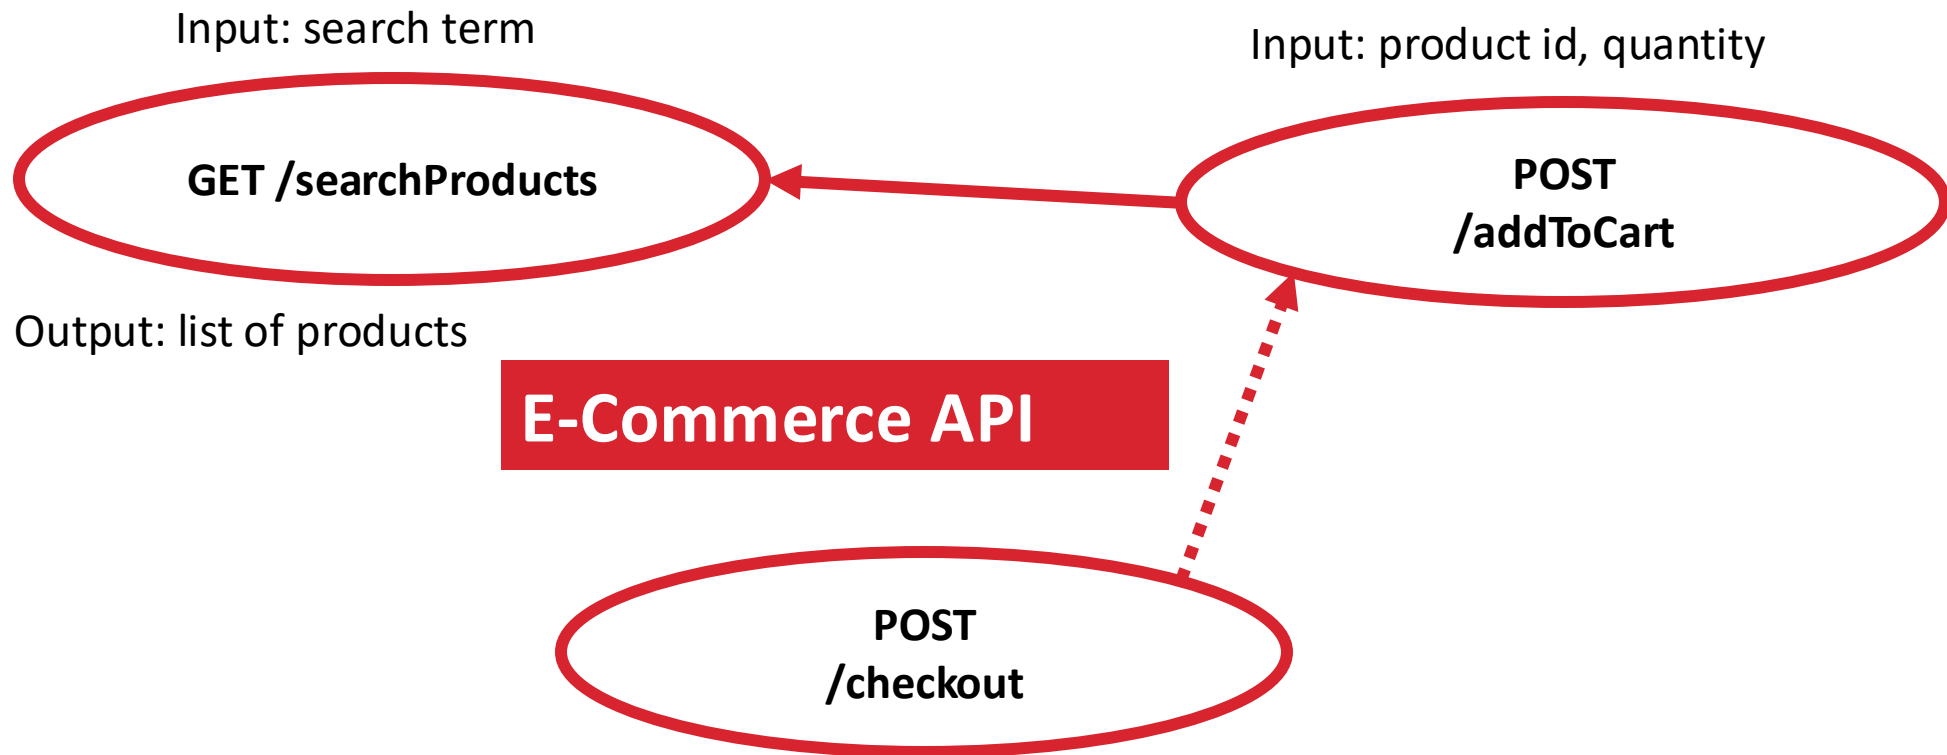 Input: search term
Input: product id, quantity
GET /searchProducts
POST
/addToCart
Output: list of products
E-Commerce API
POST
/checkout